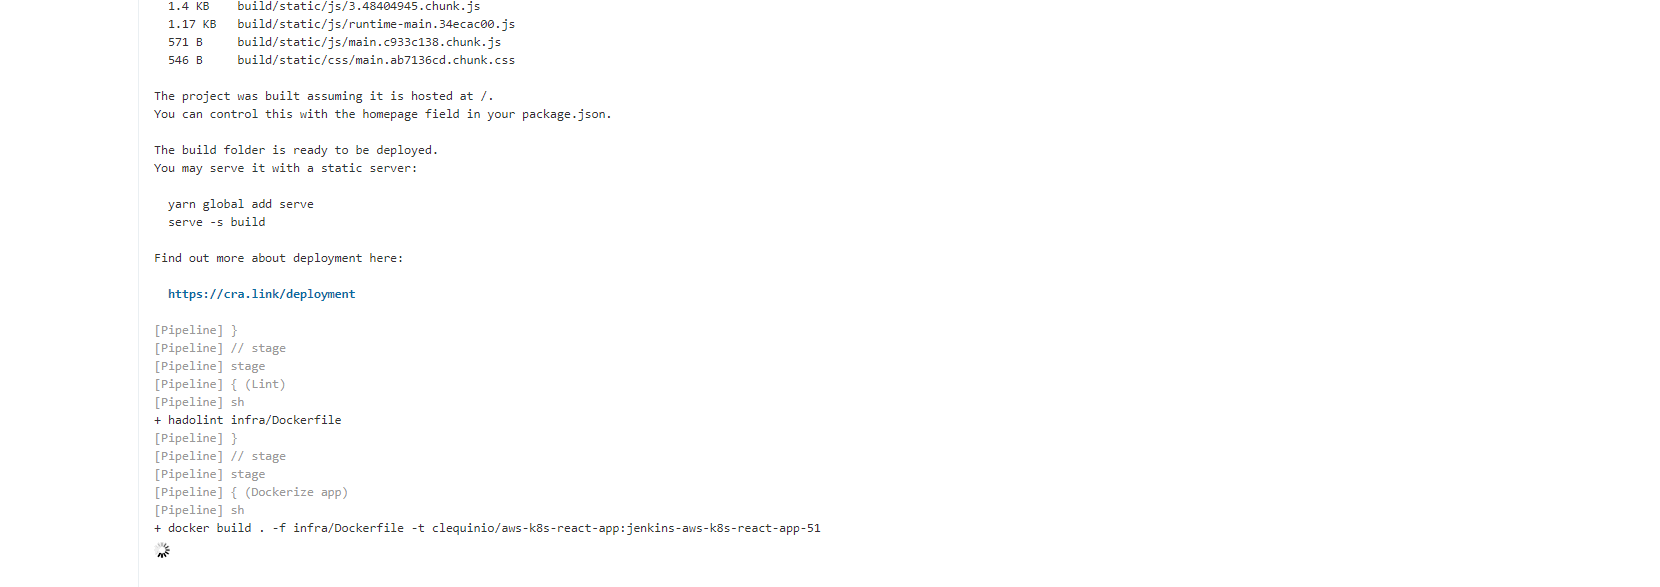 1.4 KB build/static/js/3.48404945.chunk.js
1.17 KB build/static/js/runtime-main.34ecac00.js
571 B build/static/js/main.c933c138.chunk.js
546 B build/static/css/main.ab7136cd.chunk.css
The project was built assuming it is hosted at /.
You can control this with the homepage field in your package.json.
The build folder is ready to be deployed.
You may serve it with a static server:
yarn global add serve
serve -s build
Find out more about deployment here:
https://cra.link/deployment
[Pipeline] }
[Pipeline] // stage
[Pipeline] stage
[Pipeline] { (Lint)
[Pipeline] sh
+ hadolint infra/Dockerfile
[Pipeline] }
[Pipeline] // stage
[Pipeline] stage
[Pipeline] { (Dockerize app)
[Pipeline] sh
+ docker build . -f infra/Dockerfile -t clequinio/aws-k8s-react-app:jenkins-aws-k8s-react-app-51